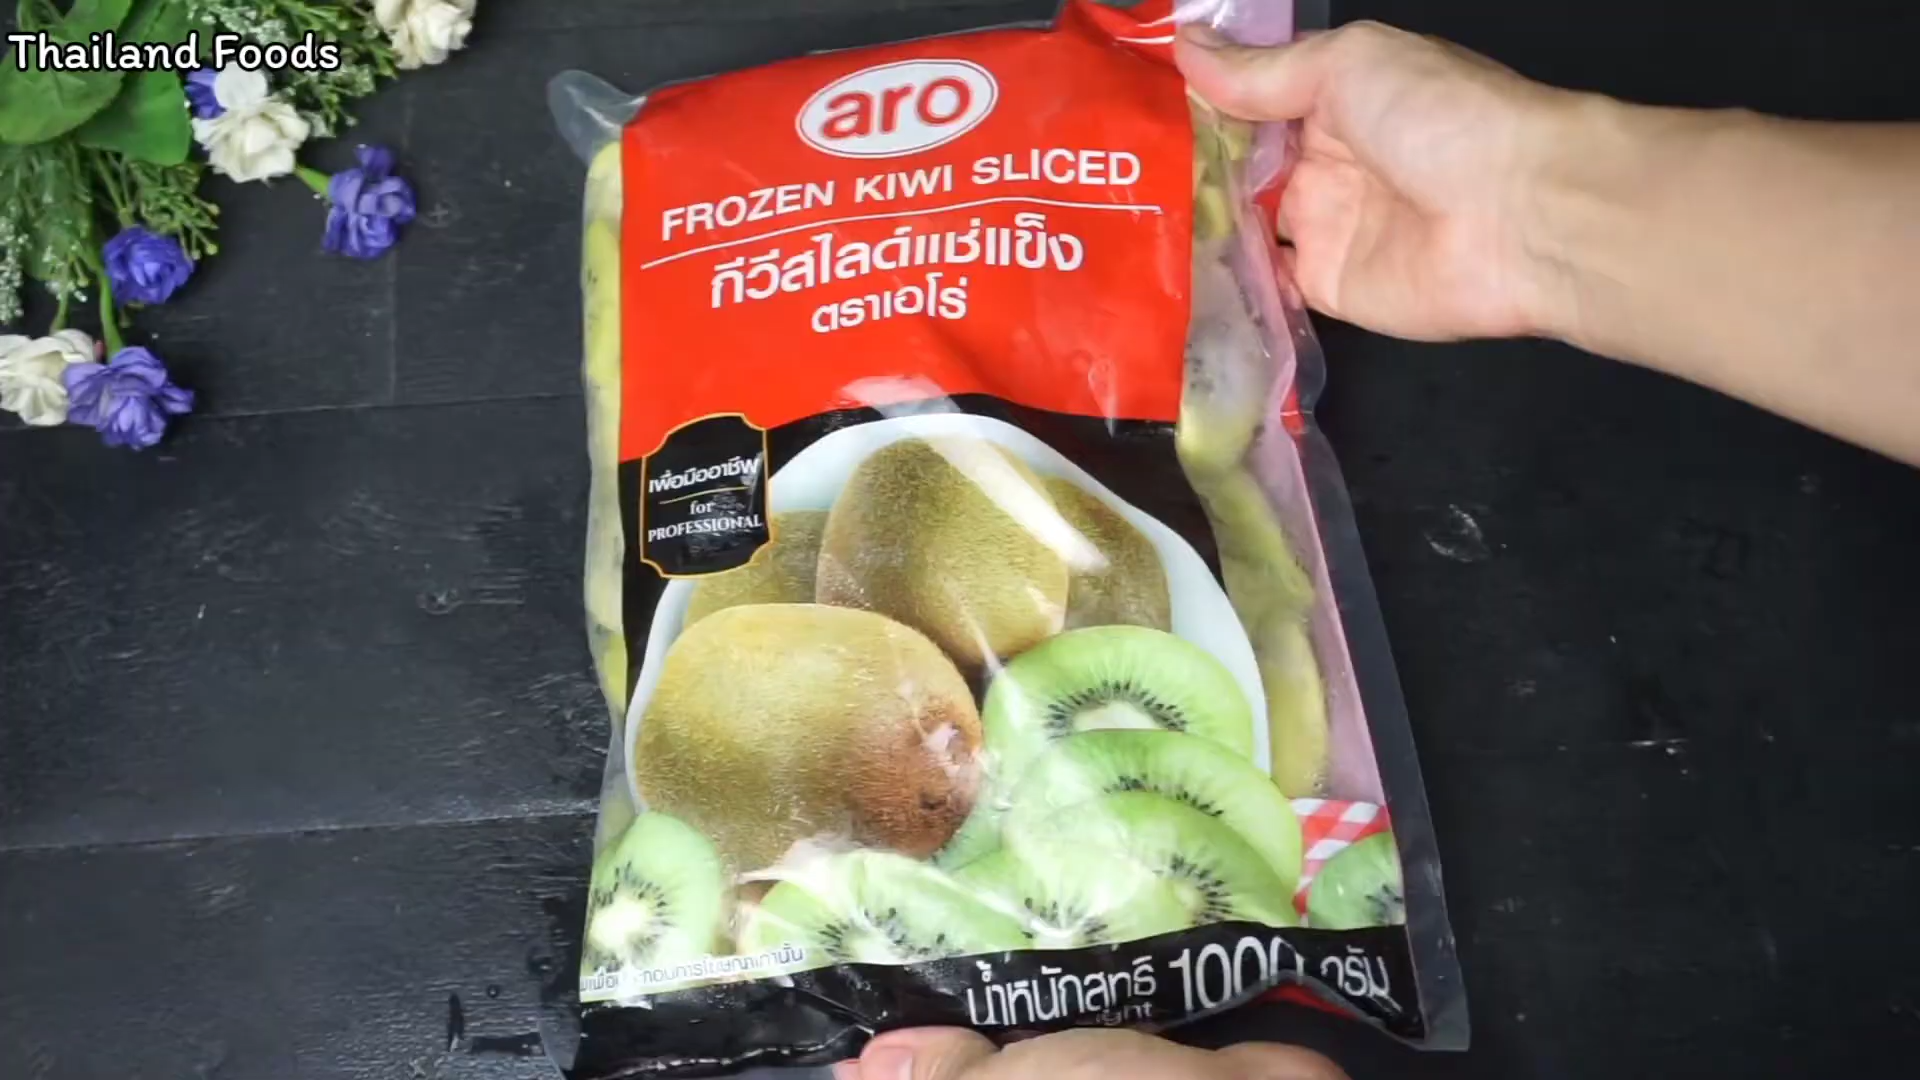 Thailand Foods
aro
FROZEN KIWI SLICED
กีวีสไลด์แช่แข็ง
ตราเอโร่
เพื่อมืออาชีพ
for
PROFESSIONAL
น้ำหนักสุทธิ 1000 กรัม